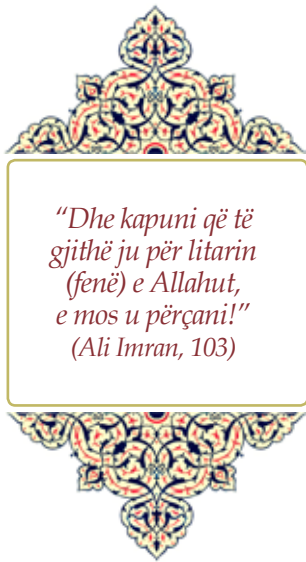 “Dhe kapuni që të
gjithë ju për litarin
(fenë) e Allahut,
e mos u përçani!”
(Ali Imran, 103)